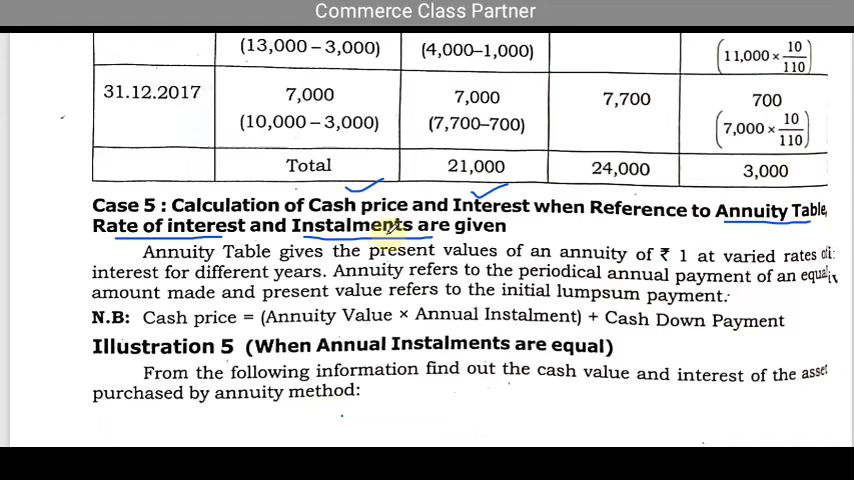 Commerce Class Partner
(13,000 – 3,000) (4,000–1,000) (11,000 × 10/110)
31.12.2017 7,000 7,000 7,700 700
(10,000 – 3,000) (7,700–700) (7,000 × 10/110)
Total 21,000 24,000 3,000
Case 5 : Calculation of Cash price and Interest when Reference to Annuity Table,
Rate of interest and Instalments are given
Annuity Table gives the present values of an annuity of ₹ 1 at varied rates of
interest for different years. Annuity refers to the periodical annual payment of an equal
amount made and present value refers to the initial lumpsum payment.
N.B: Cash price = (Annuity Value × Annual Instalment) + Cash Down Payment
Illustration 5 (When Annual Instalments are equal)
From the following information find out the cash value and interest of the asset
purchased by annuity method: